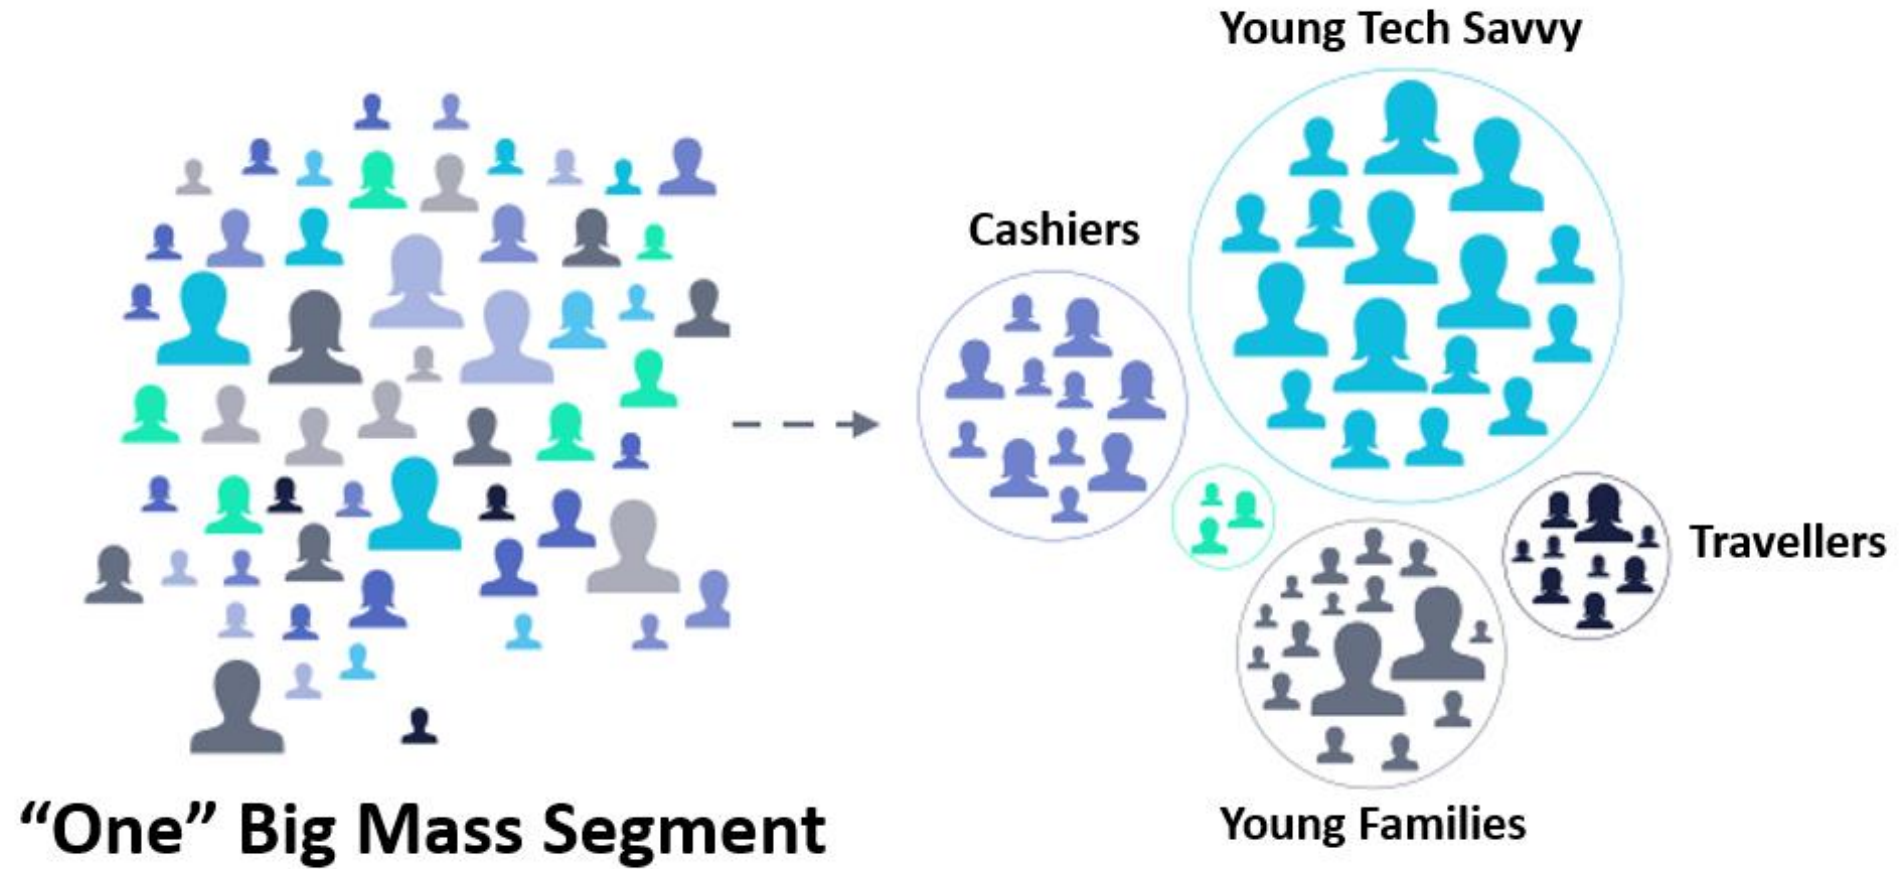 Young Tech Savvy
Cashiers
Travellers
Young Families
“One” Big Mass Segment